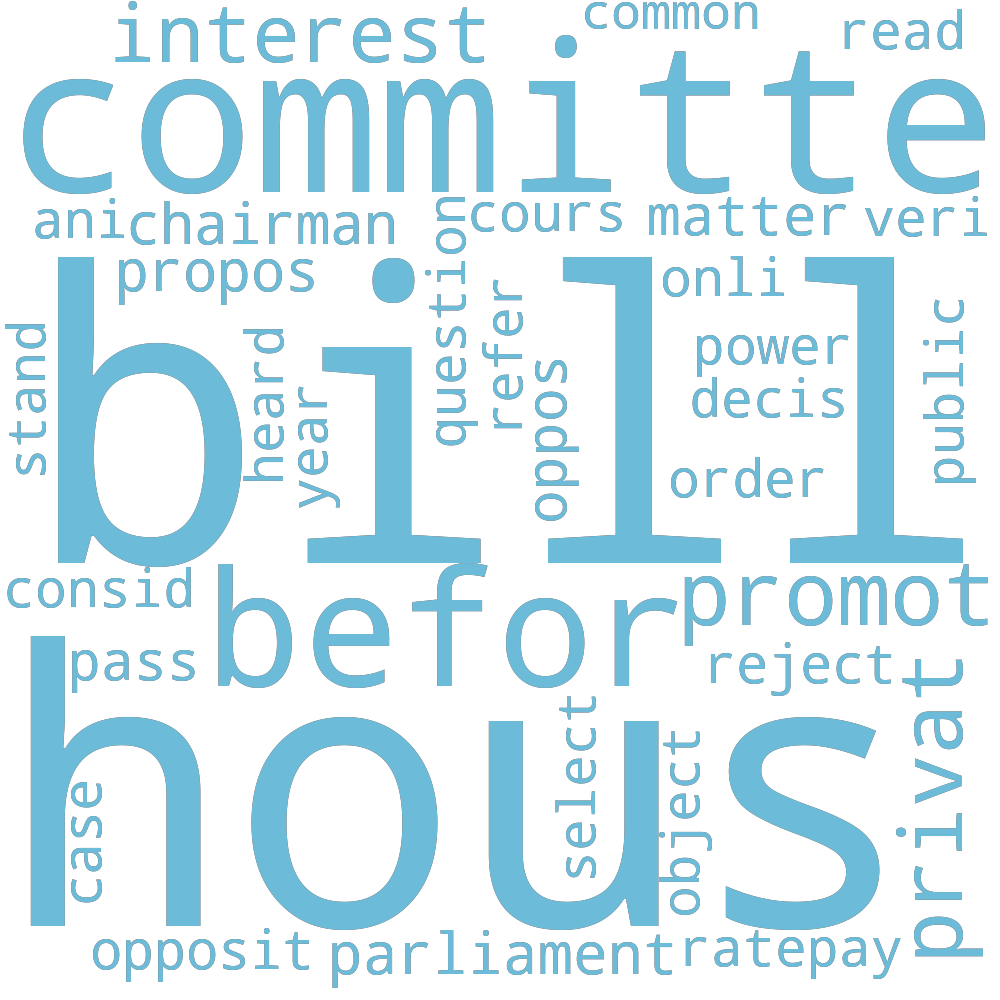 common
interest
read
committe
ani
chairman
cours
matter
veri
question
propos
bill
onli
refer
power
public
stand
heard
year
oppos
decis
order
consid
befor
promot
pass
reject
privat
hous
select
object
case
opposit
parliament
ratepay